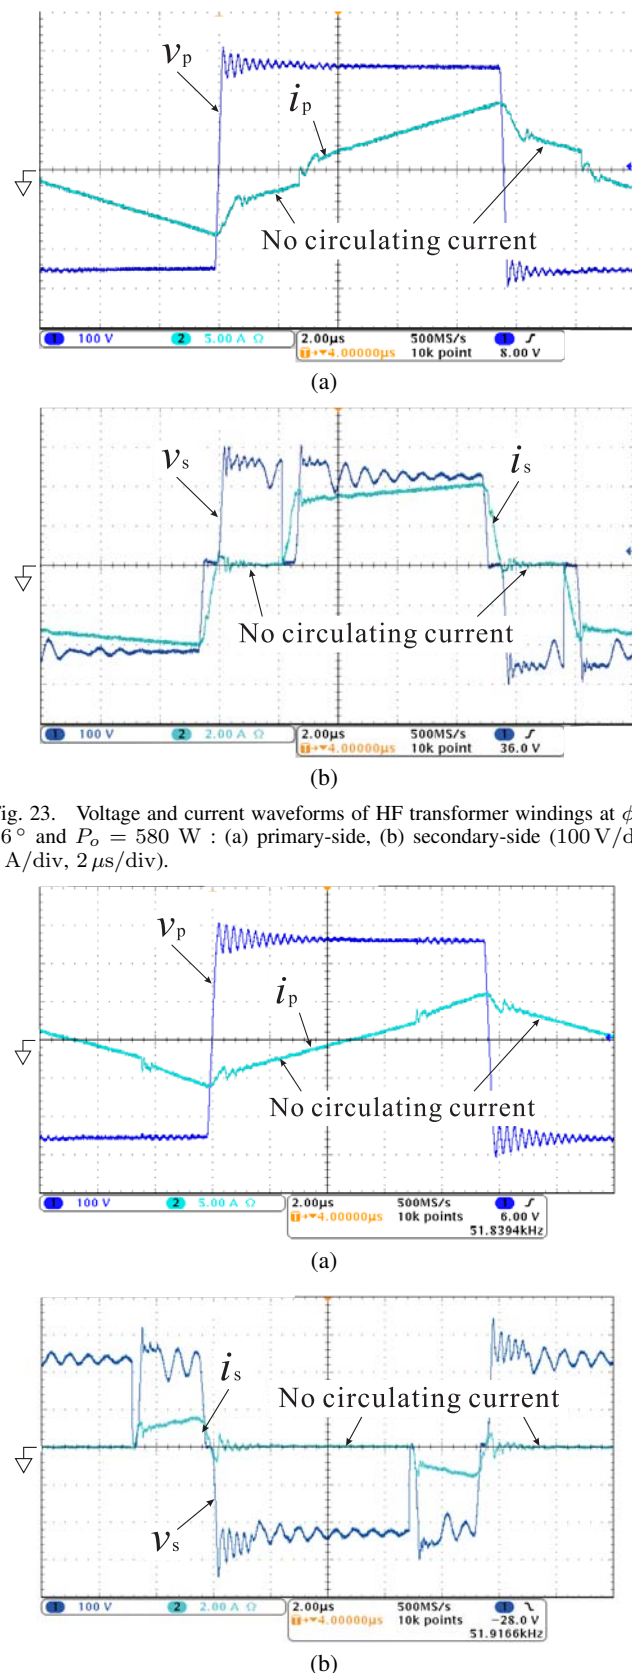 vp
ip
No circulating current
1 100 V 2 5.00 A Ω 2.00µs 500MS/s 1
T→▼4.00000µs 10k point 8.00 V
(a)
vs
is
No circulating current
1 100 V 2 2.00 A Ω 2.00µs 500MS/s 1
T→▼4.00000µs 10k point 36.0 V
(b)
ig. 23. Voltage and current waveforms of HF transformer windings at ϕ
6° and Po = 580 W : (a) primary-side, (b) secondary-side (100 V/d
A/div, 2 µs/div).
vp
ip
No circulating current
1 100 V 2 5.00 A Ω 2.00µs 500MS/s 1
T→▼4.00000µs 10k points 6.00 V
51.8394kHz
(a)
is
No circulating current
vs
1 100 V 2 2.00 A Ω 2.00µs 500MS/s 1
T→▼4.00000µs 10k points −28.0 V
51.9166kHz
(b)